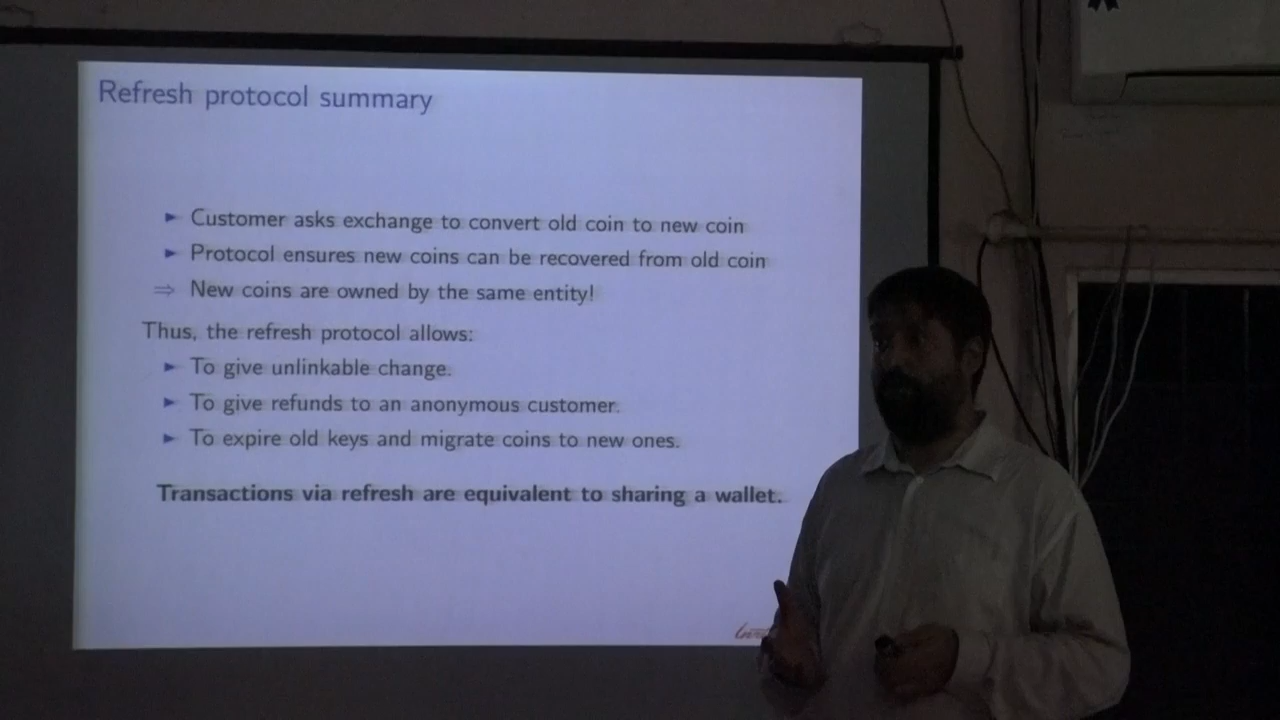 Refresh protocol summary
► Customer asks exchange to convert old coin to new coin
► Protocol ensures new coins can be recovered from old coin
⇒ New coins are owned by the same entity!
Thus, the refresh protocol allows:
► To give unlinkable change.
► To give refunds to an anonymous customer.
► To expire old keys and migrate coins to new ones.
Transactions via refresh are equivalent to sharing a wallet.